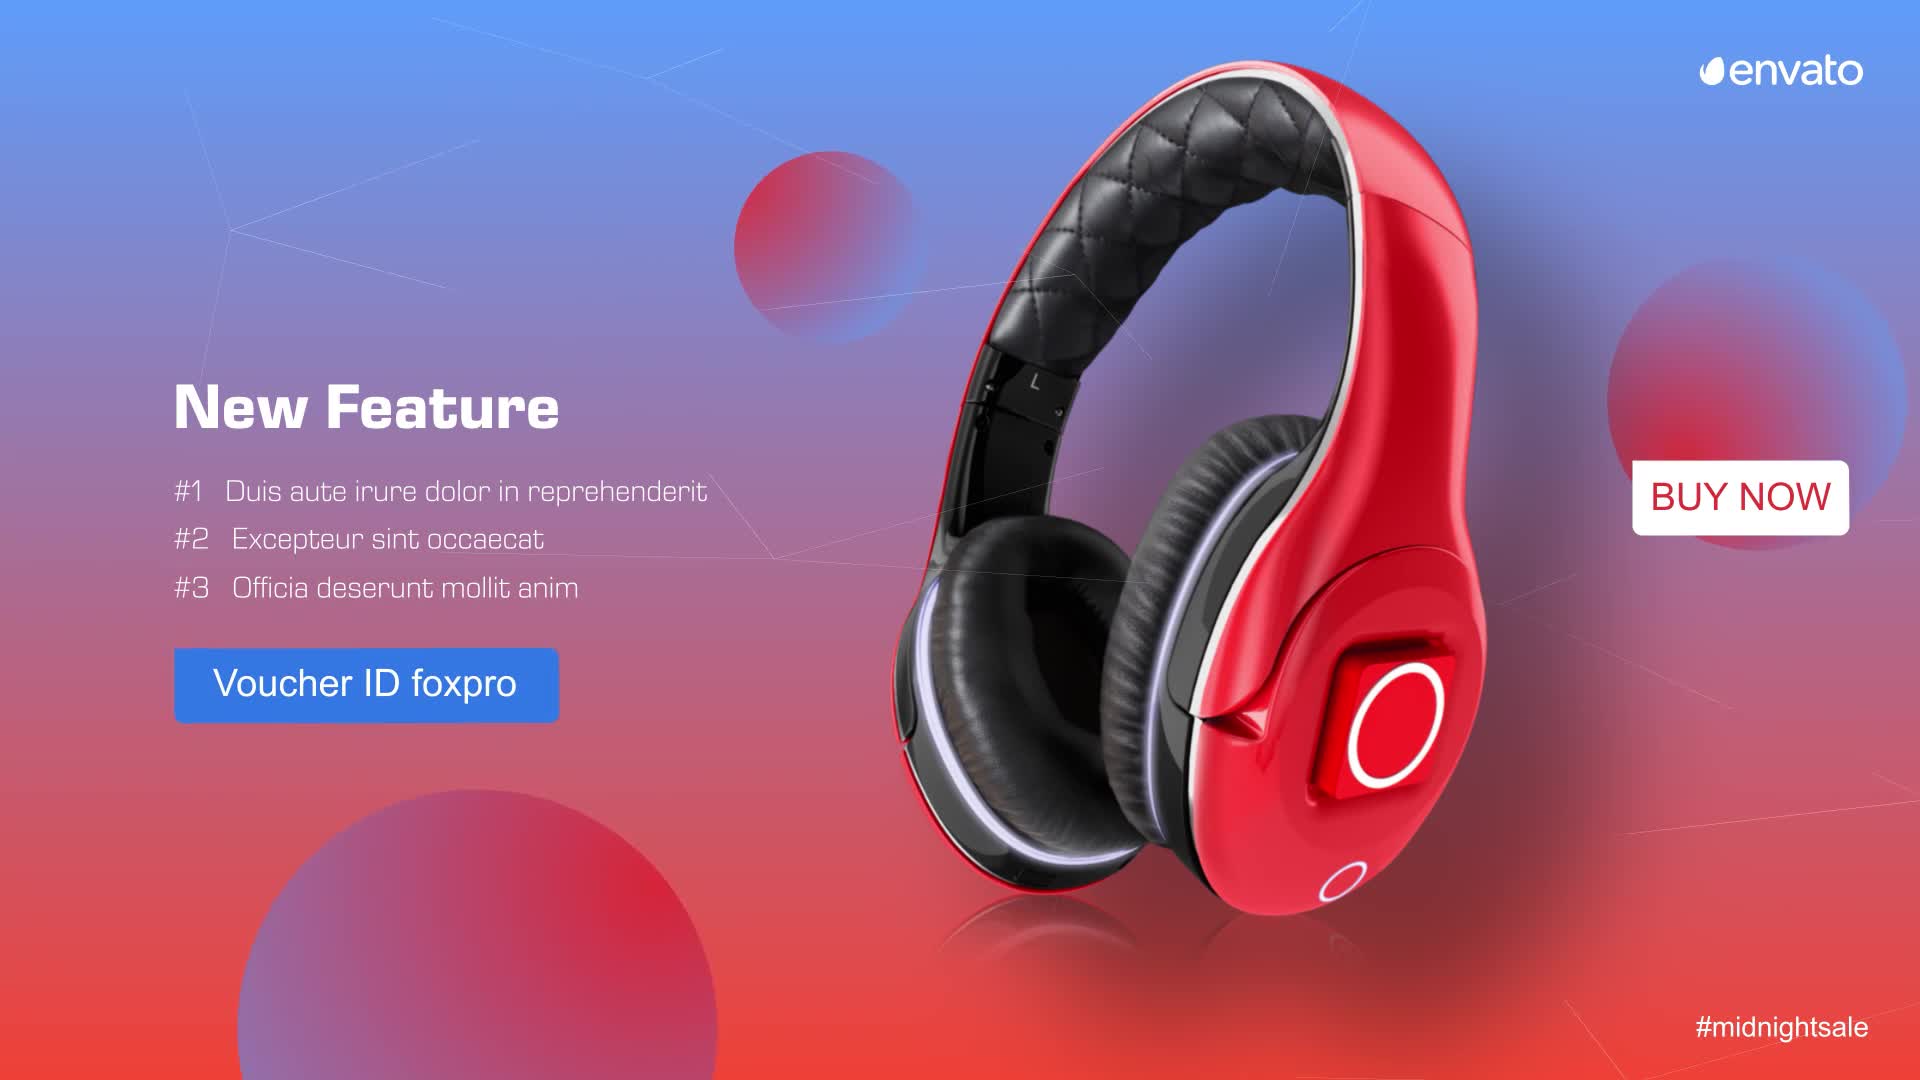 envato
New Feature
#1 Duis aute irure dolor in reprehenderit
#2 Excepteur sint occaecat
#3 Officia deserunt mollit anim
Voucher ID foxpro
L
BUY NOW
#midnightsale